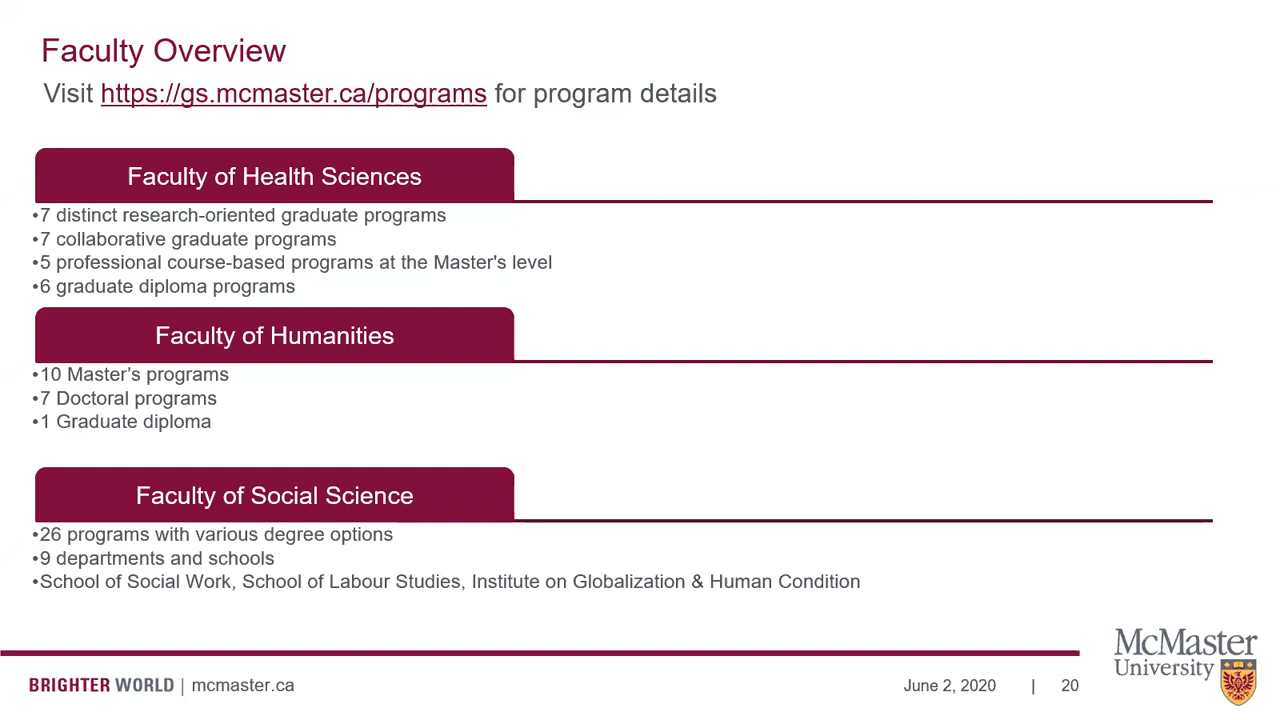 Faculty Overview
Visit https://gs.mcmaster.ca/programs for program details
Faculty of Health Sciences
•7 distinct research-oriented graduate programs
•7 collaborative graduate programs
•5 professional course-based programs at the Master's level
•6 graduate diploma programs
Faculty of Humanities
•10 Master’s programs
•7 Doctoral programs
•1 Graduate diploma
Faculty of Social Science
•26 programs with various degree options
•9 departments and schools
•School of Social Work, School of Labour Studies, Institute on Globalization & Human Condition
BRIGHTER WORLD | mcmaster.ca
June 2, 2020 | 20
McMaster
University